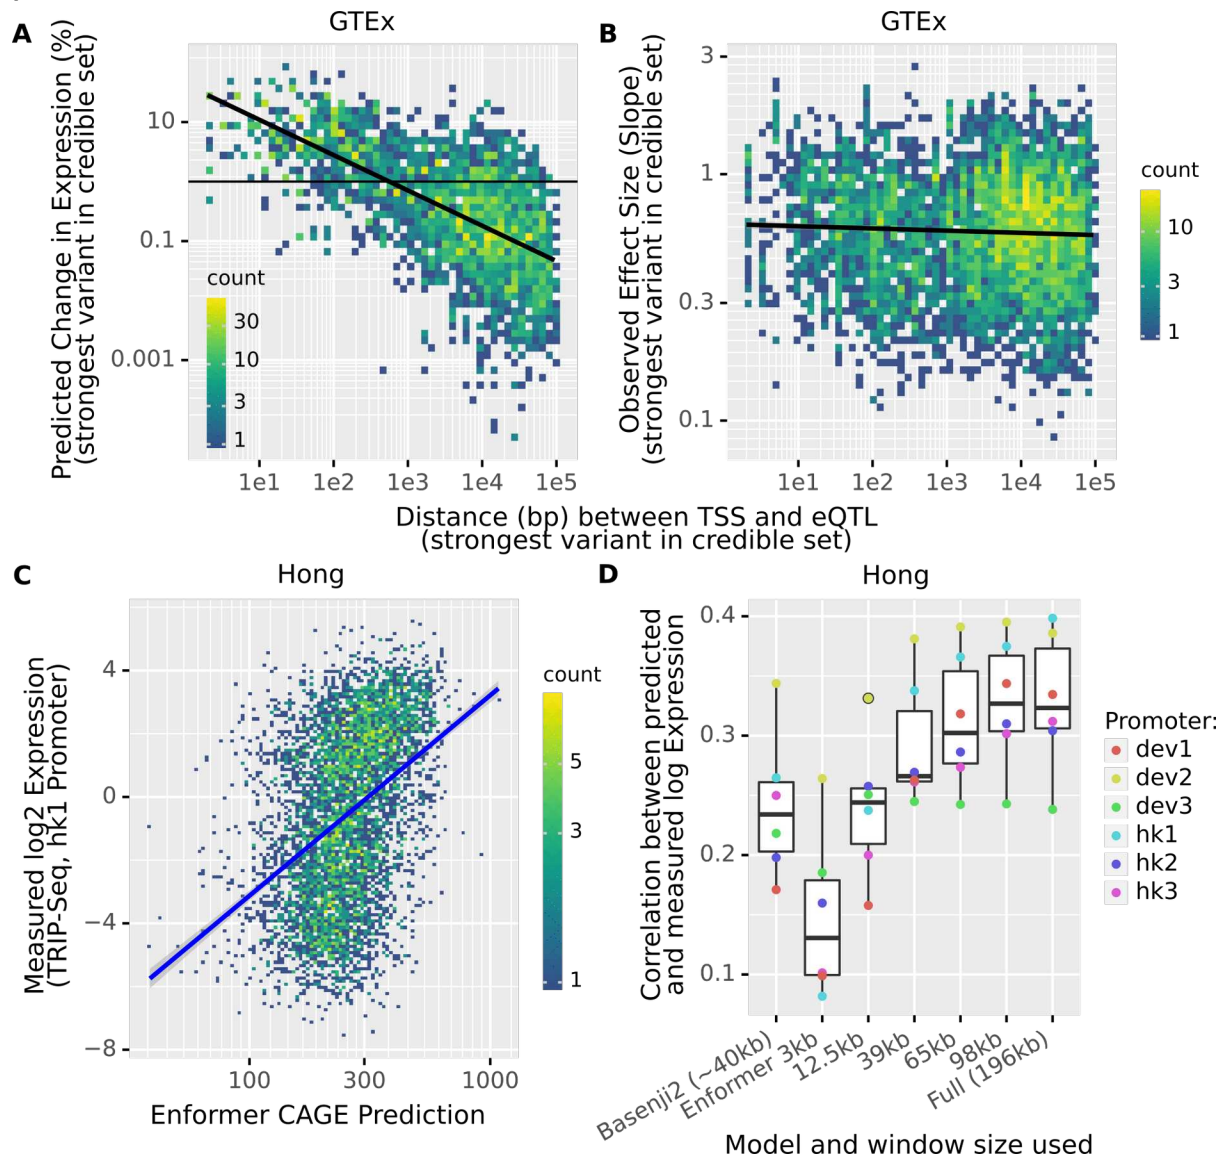 A
GTEx
Predicted Change in Expression (%)
(strongest variant in credible set)
10
0.1
0.001
count
30
10
3
1
1e1
1e2
1e3
1e4
1e5
B
GTEx
Observed Effect Size (Slope)
(strongest variant in credible set)
3
1
0.3
0.1
1e1
1e2
1e3
1e4
1e5
count
10
3
1
Distance (bp) between TSS and eQTL
(strongest variant in credible set)
C
Hong
Measured log2 Expression
(TRIP-Seq, hk1 Promoter)
4
0
−4
−8
100
300
1000
Enformer CAGE Prediction
count
5
3
1
D
Hong
Correlation between predicted
and measured log Expression
0.4
0.3
0.2
0.1
Basenji2 (~40kb)
Enformer 3kb
12.5kb
39kb
65kb
98kb
Full (196kb)
Model and window size used
Promoter:
dev1
dev2
dev3
hk1
hk2
hk3